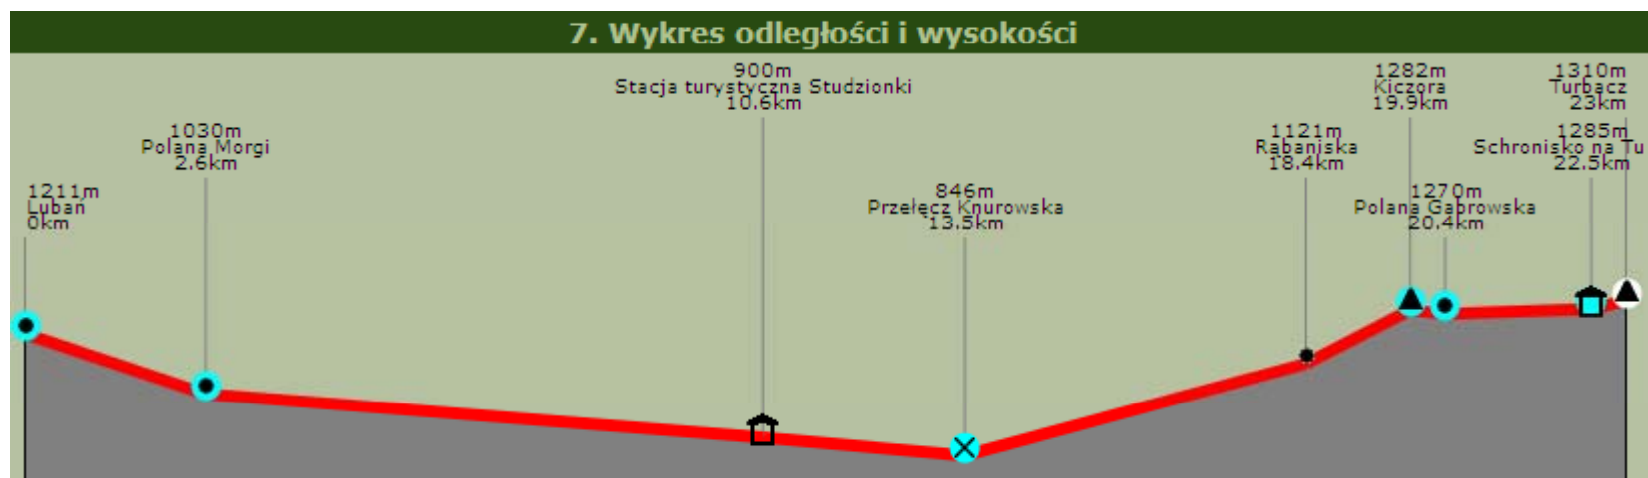 7. Wykres odległości i wysokości
1211m
Lubań
0km
1030m
Polana Morgi
2.6km
900m
Stacja turystyczna Studzionki
10.6km
846m
Przełęcz Knurowska
13.5km
1121m
Rabaniska
18.4km
1282m
Kiczora
19.9km
1270m
Polana Gabrowska
20.4km
1285m
Schronisko na Tu
22.5km
1310m
Turbacz
23km